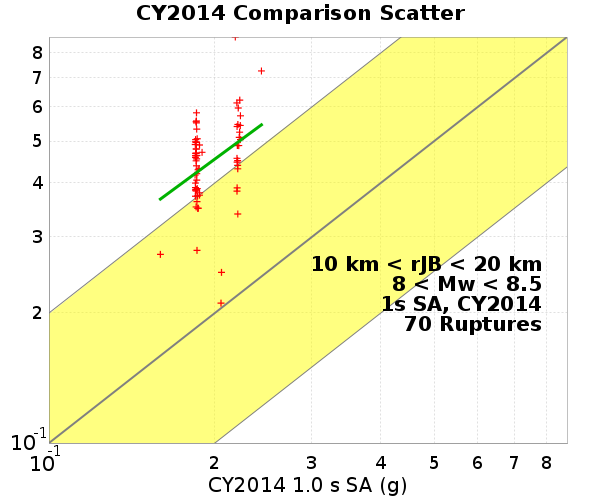 CY2014 Comparison Scatter
8
7
6
5
4
3
2
10 km < rJB < 20 km
8 < Mw < 8.5
1s SA, CY2014
70 Ruptures
10-1
10-1 2 3 4 5 6 7 8
CY2014 1.0 s SA (g)